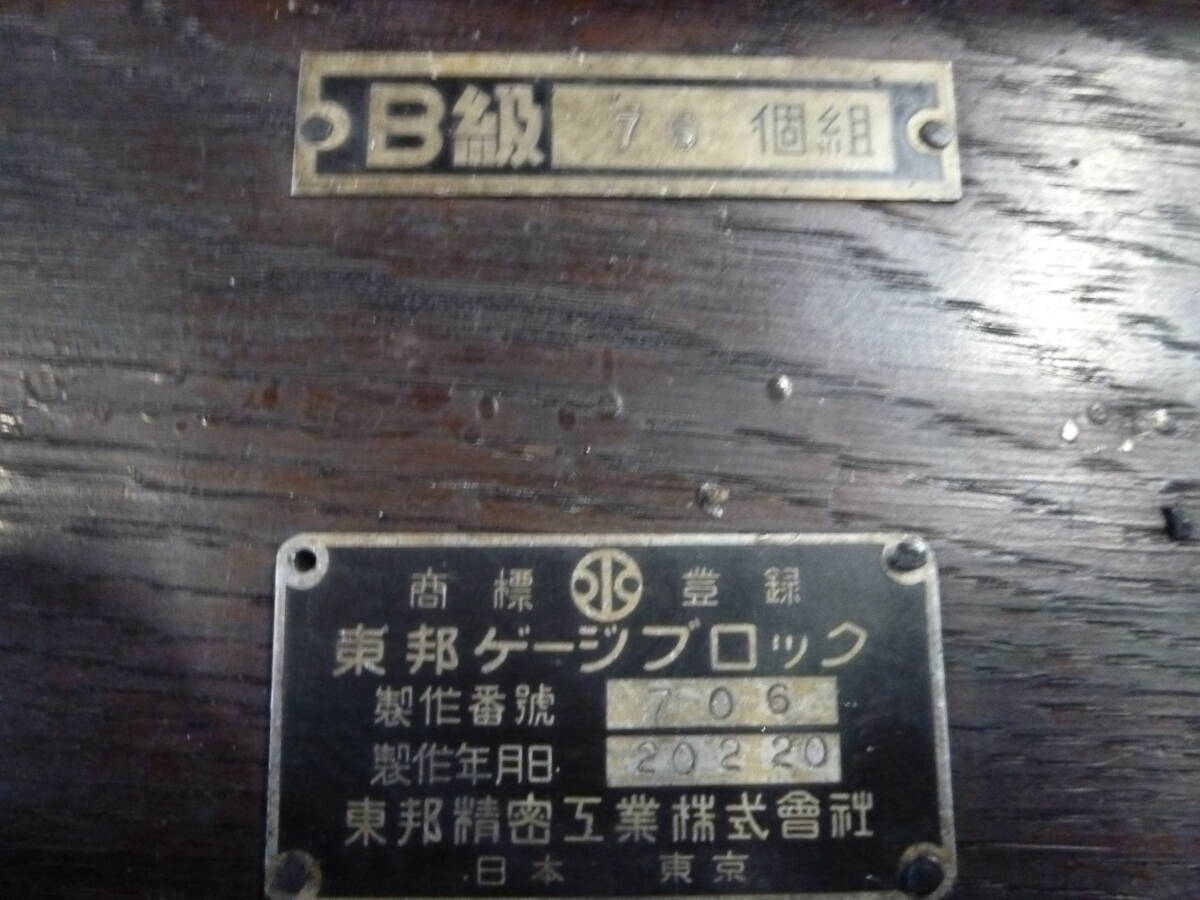 B級 76 個組
商標 登録
東邦ゲージブロック
製作番號 706
製作年月日 20 2 20
東邦精密工業株式會社
日本 東京